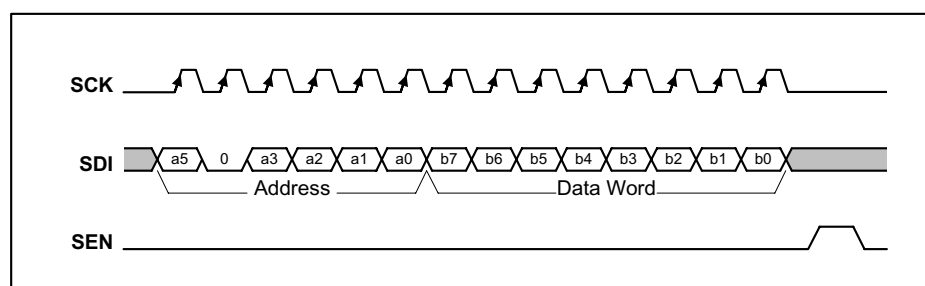 SCK
SDI a5 0 a3 a2 a1 a0 b7 b6 b5 b4 b3 b2 b1 b0
Address Data Word
SEN